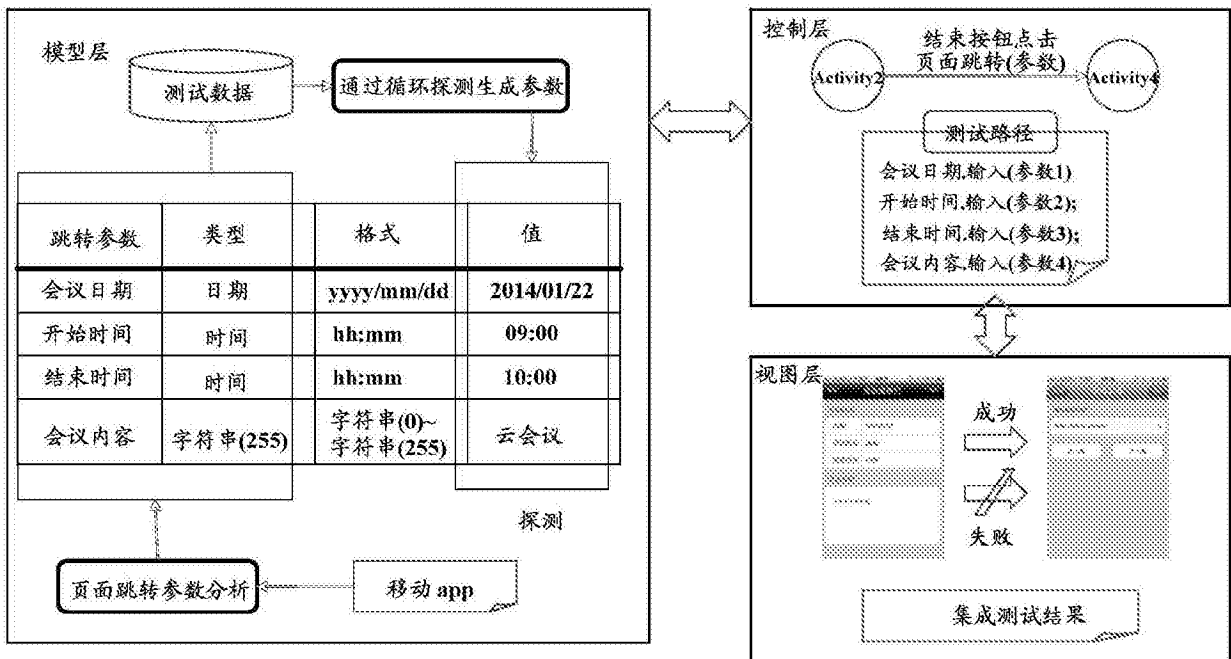 模型层
测试数据
通过循环探测生成参数
跳转参数 类型 格式 值
会议日期 日期 yyyy/mm/dd 2014/01/22
开始时间 时间 hh:mm 09:00
结束时间 时间 hh:mm 10:00
会议内容 字符串(255) 字符串(0)~ 云会议
字符串(255)
探测
页面跳转参数分析
移动 app
控制层
结束按钮点击
页面跳转(参数)
Activity2
Activity4
测试路径
会议日期.输入(参数1)
开始时间.输入(参数2);
结束时间.输入(参数3);
会议内容.输入(参数4)
视图层
成功
失败
集成测试结果